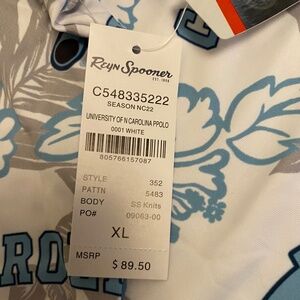 Reyn Spooner
EST. 1956
C548335222
SEASON NC22
UNIVERSITY OF N CAROLINA PPOLO
0001 WHITE
805766157087
STYLE 352
PATTN 5483
BODY SS Knits
PO# 09063-00
XL
MSRP $ 89.50
ROL